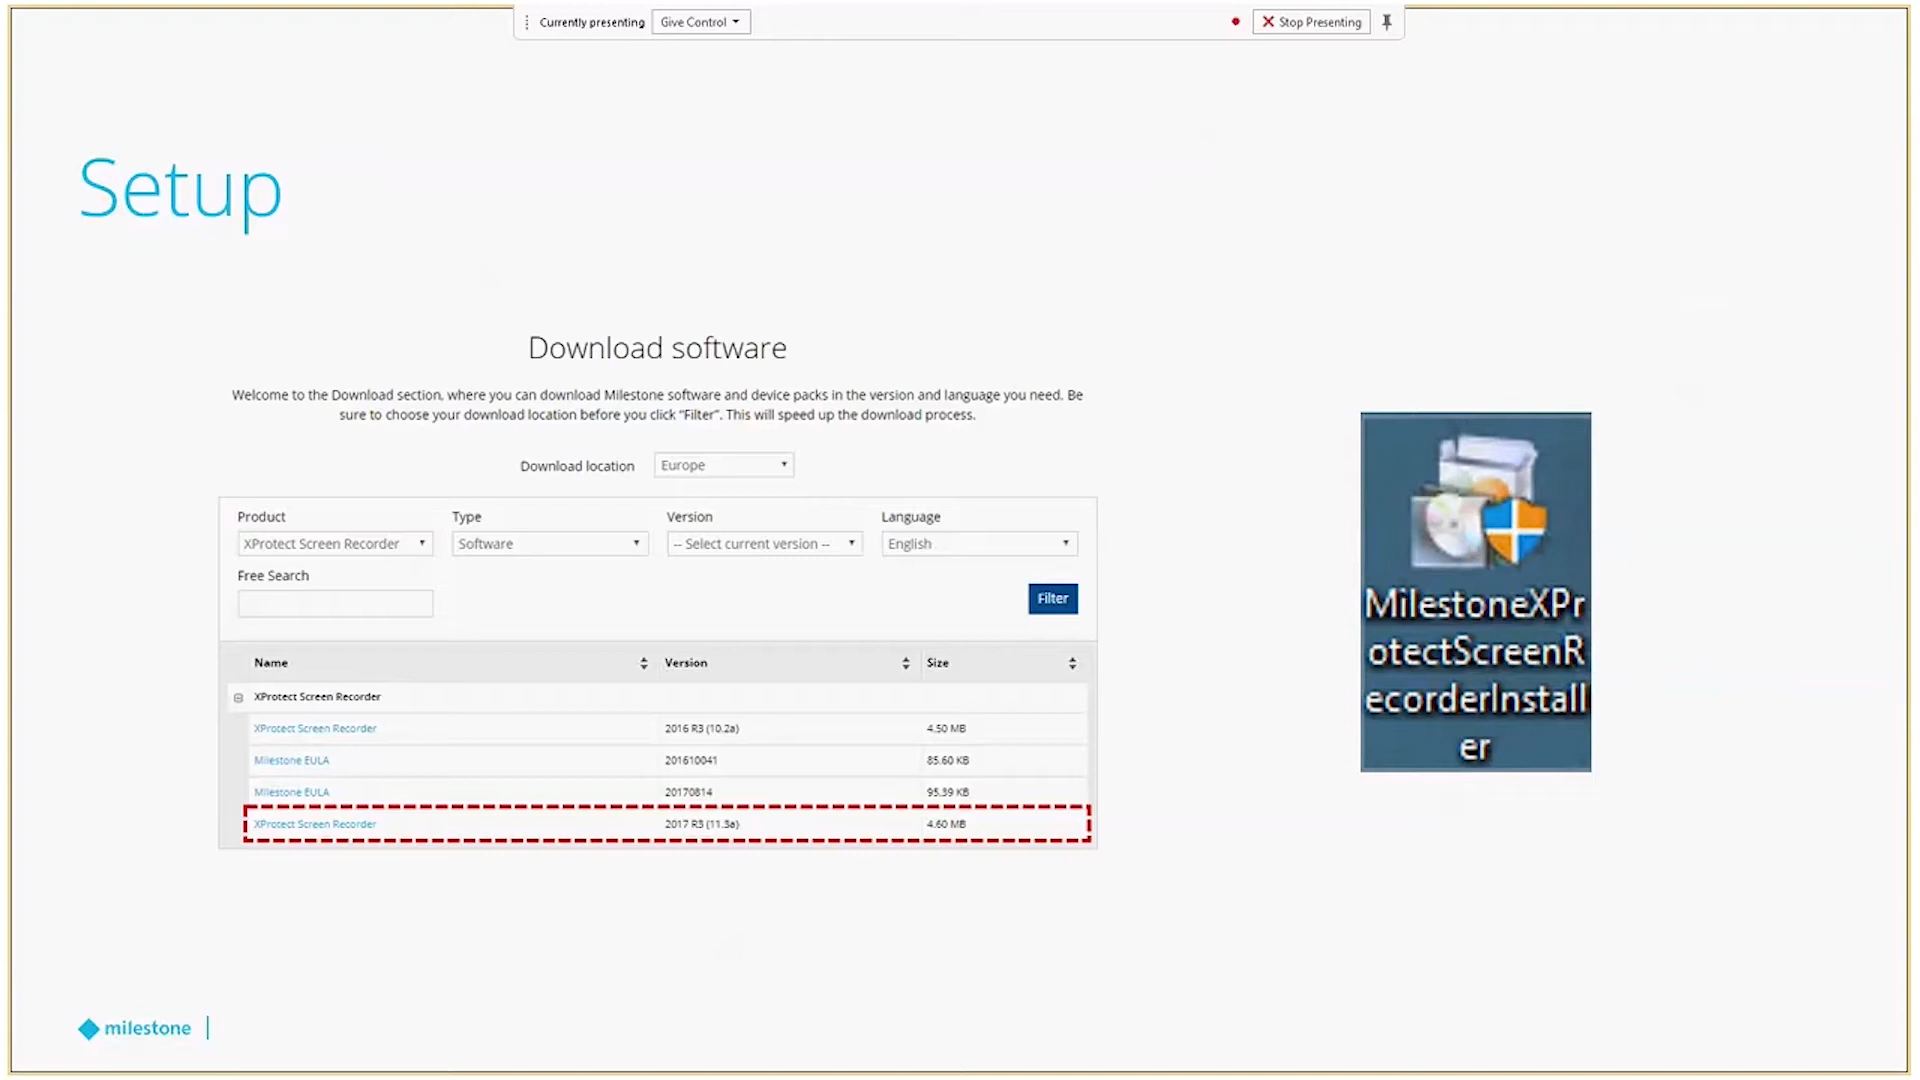 Currently presenting Give Control Stop Presenting
Setup
Download software
Welcome to the Download section, where you can download Milestone software and device packs in the version and language you need. Be
sure to choose your download location before you click “Filter”. This will speed up the download process.
Download location Europe
Product Type Version Language
XProtect Screen Recorder Software -- Select current version -- English
Free Search
Filter
Name Version Size
XProtect Screen Recorder
XProtect Screen Recorder 2016 R3 (10.2a) 4.50 MB
Milestone EULA 201610041 85.60 KB
Milestone EULA 20170814 95.39 KB
XProtect Screen Recorder 2017 R3 (11.3a) 4.60 MB
MilestoneXPr
otectScreenR
ecorderInstall
er
milestone